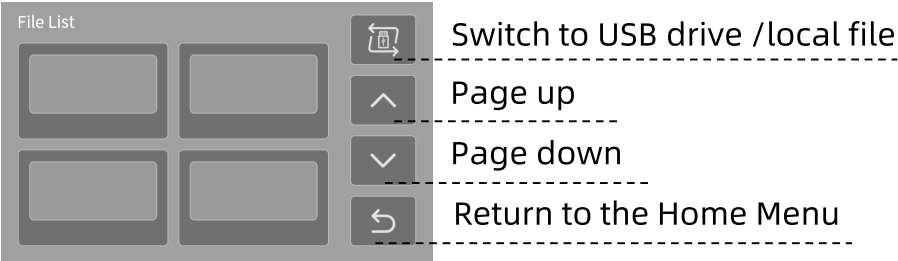 File List
Switch to USB drive /local file
Page up
Page down
Return to the Home Menu